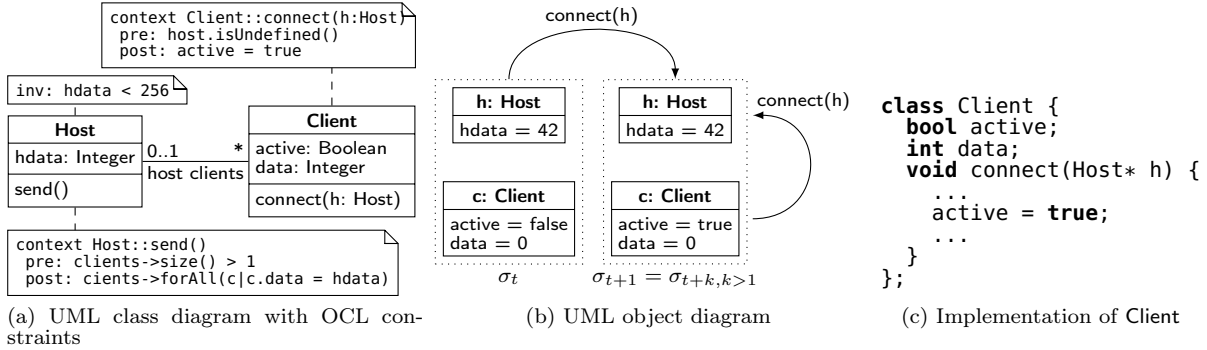 context Client::connect(h:Host)
pre: host.isUndefined()
post: active = true
inv: hdata < 256
Host
hdata: Integer
send()
0..1
*
host clients
Client
active: Boolean
data: Integer
connect(h: Host)
context Host::send()
pre: clients->size() > 1
post: cients->forAll(c|c.data = hdata)
(a) UML class diagram with OCL con-
straints
connect(h)
h: Host
hdata = 42
c: Client
active = false
data = 0
σt
h: Host
hdata = 42
c: Client
active = true
data = 0
σt+1 = σt+k,k>1
connect(h)
(b) UML object diagram
class Client {
bool active;
int data;
void connect(Host* h) {
...
active = true;
...
}
};
(c) Implementation of Client